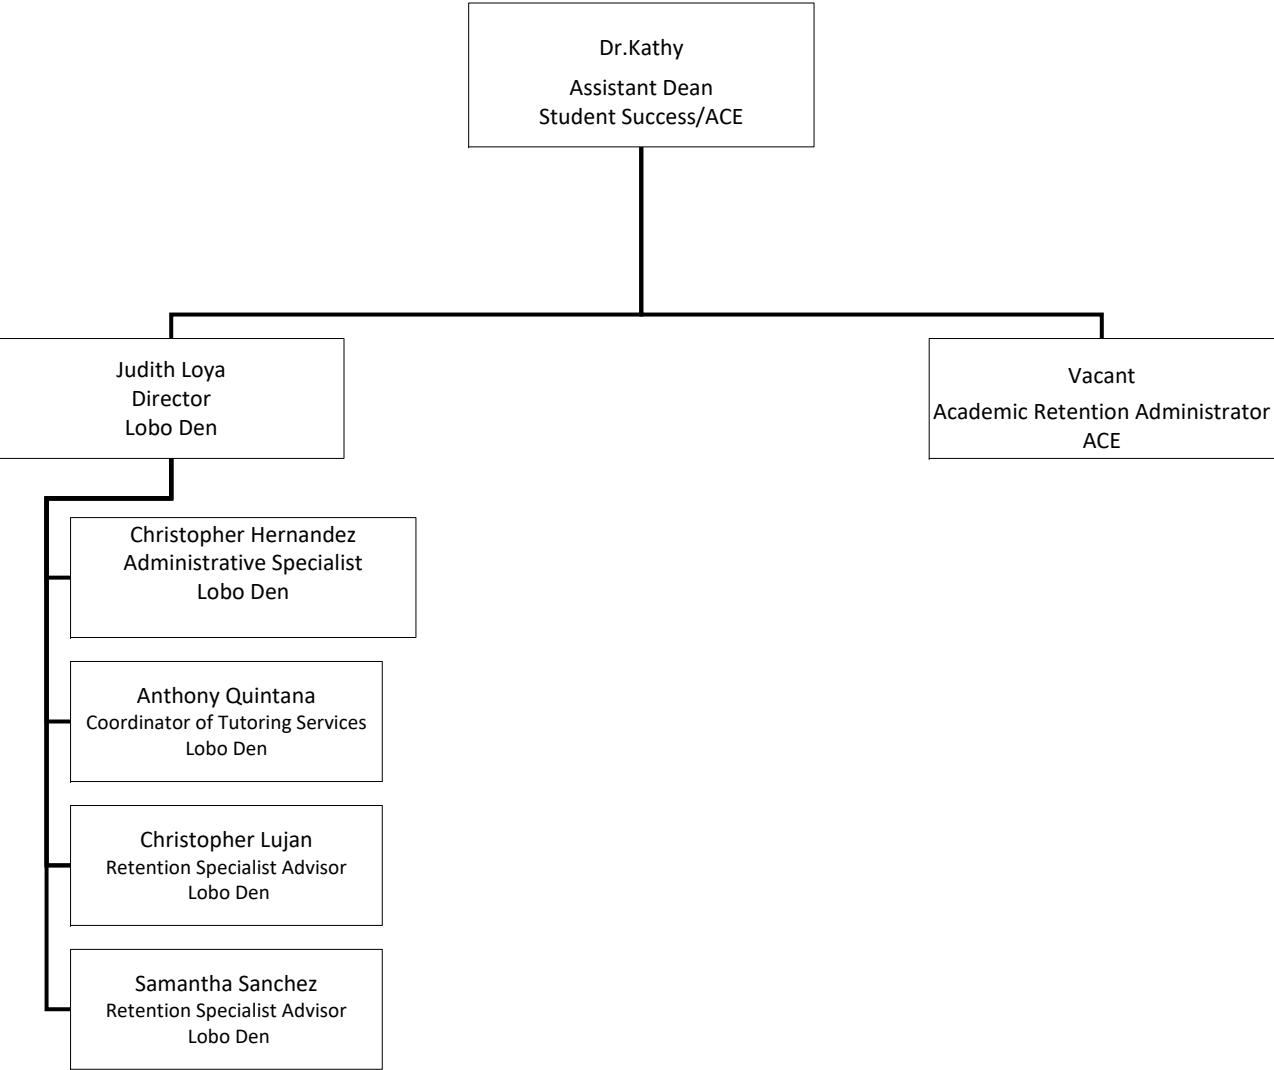 Dr.Kathy
Assistant Dean
Student Success/ACE
Judith Loya
Director
Lobo Den
Vacant
Academic Retention Administrator
ACE
Christopher Hernandez
Administrative Specialist
Lobo Den
Anthony Quintana
Coordinator of Tutoring Services
Lobo Den
Christopher Lujan
Retention Specialist Advisor
Lobo Den
Samantha Sanchez
Retention Specialist Advisor
Lobo Den